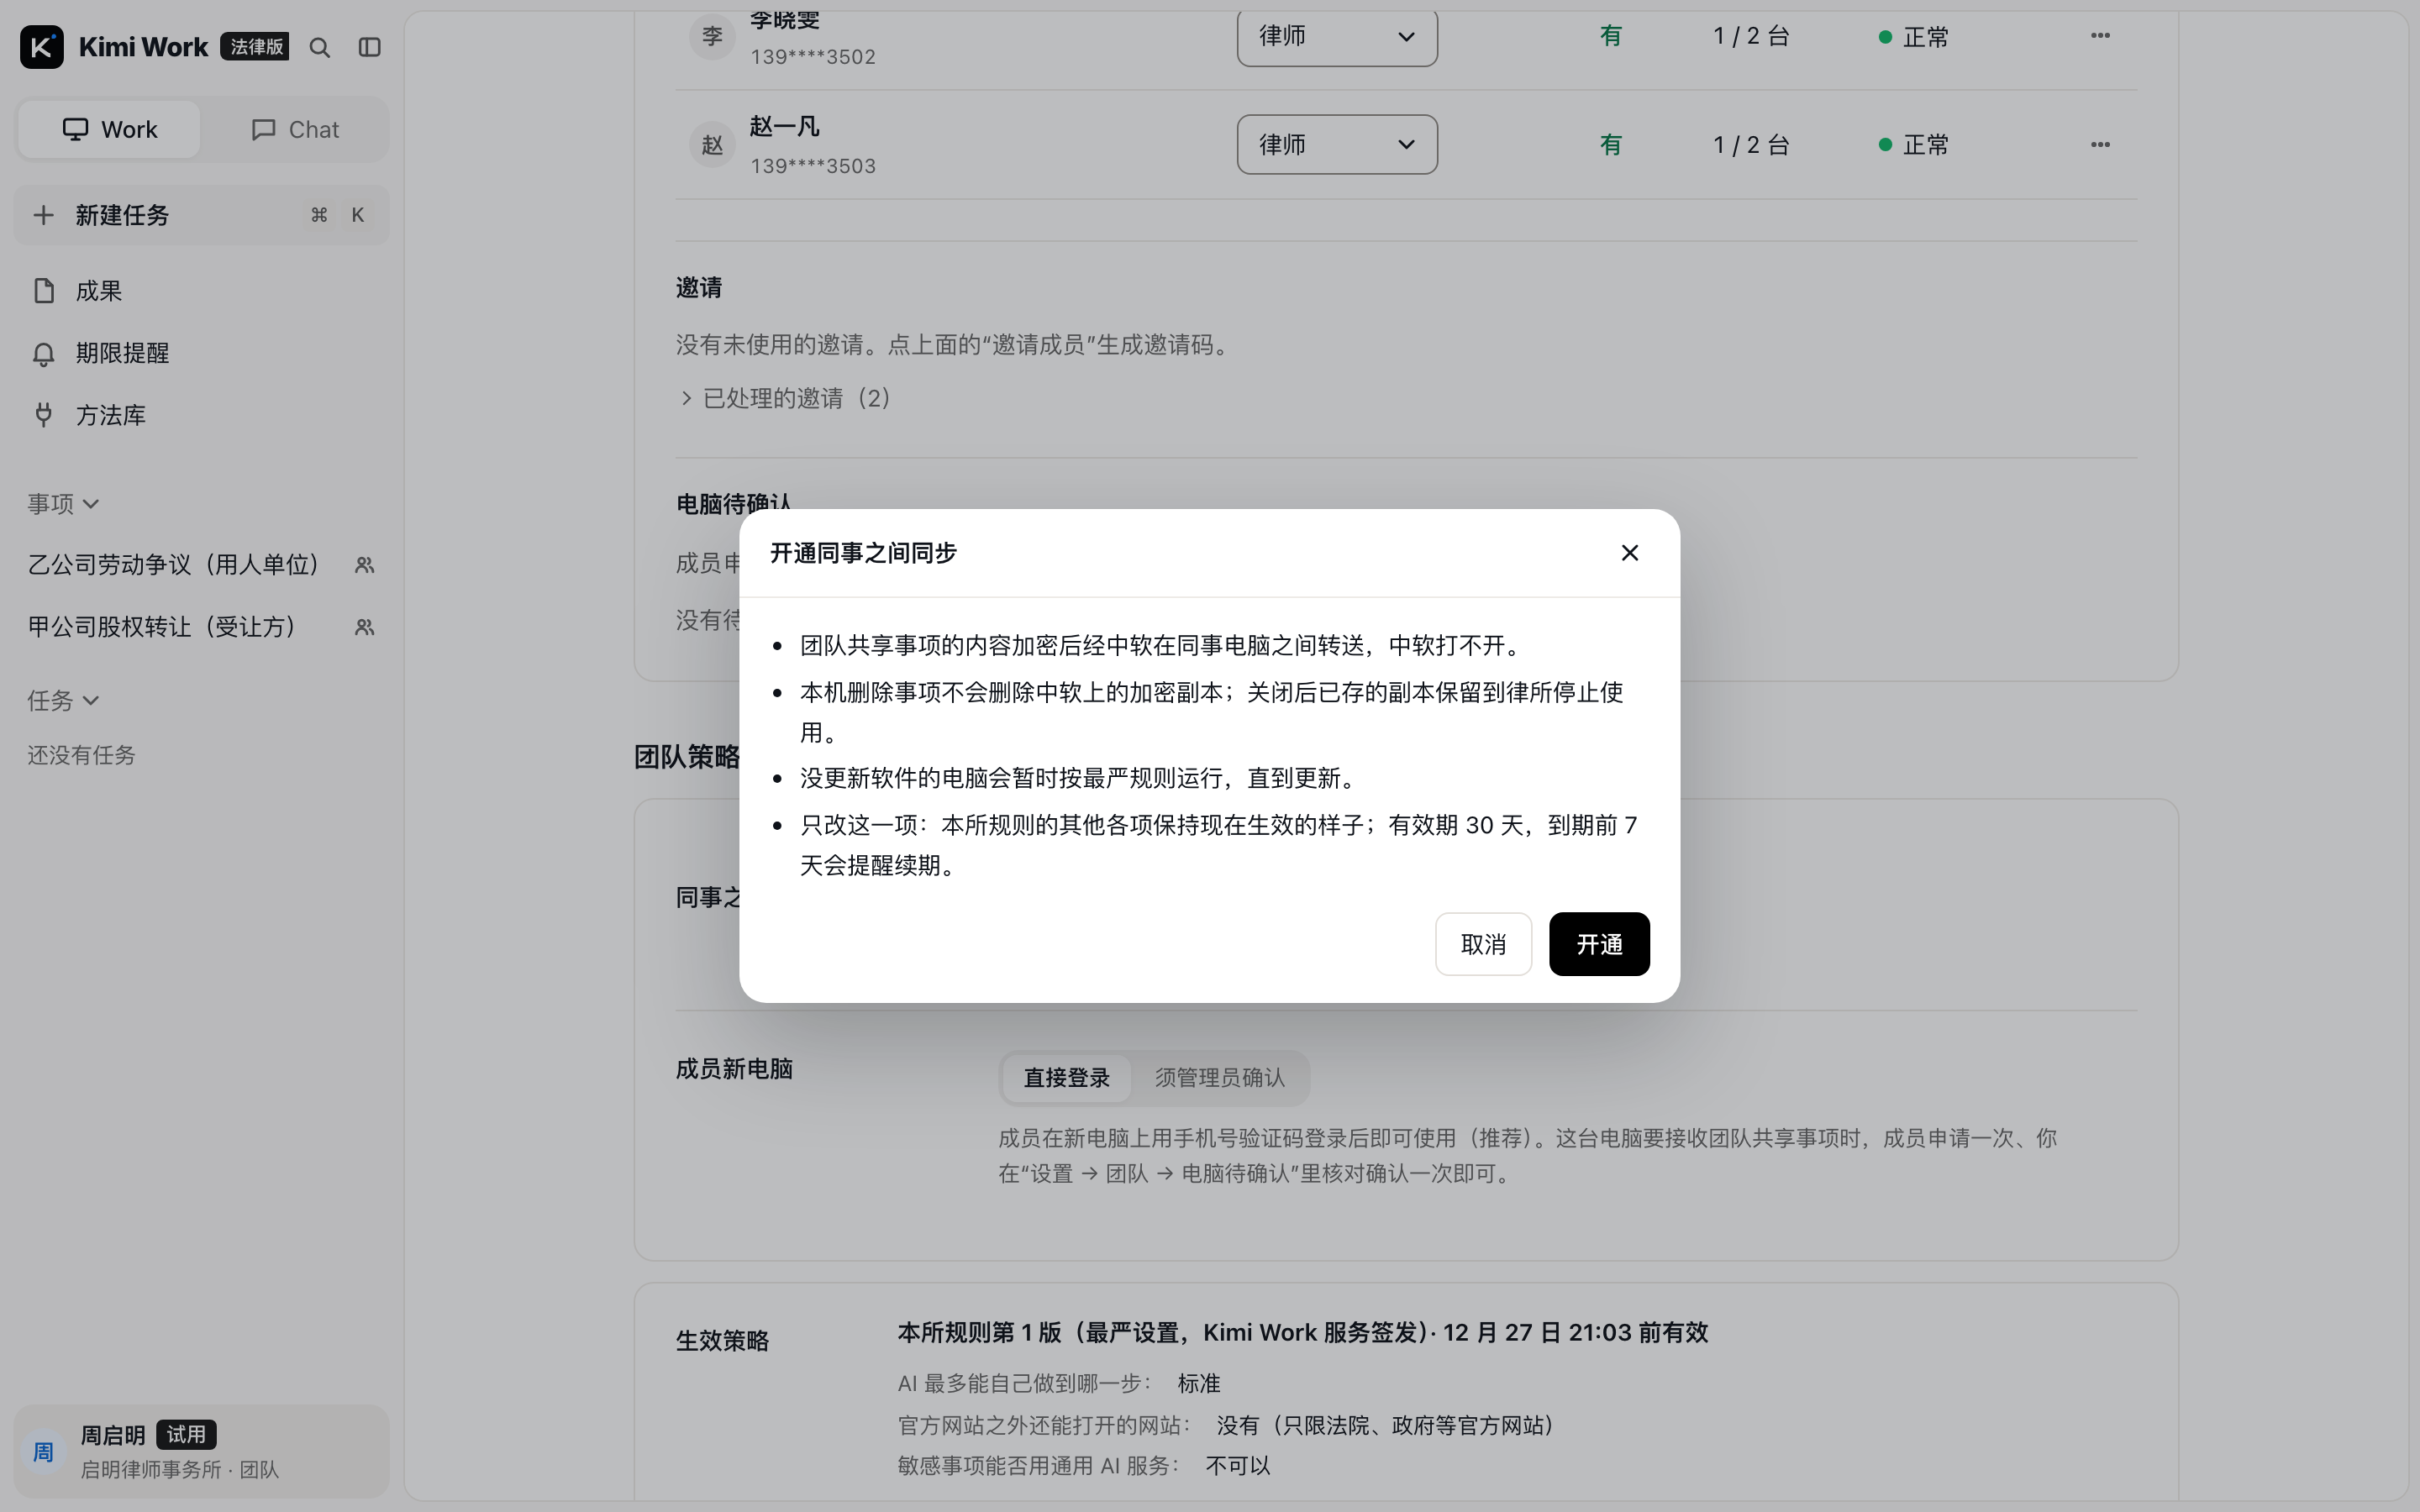 Kimi Work 法律版
Work
Chat
新建任务 ⌘ K
成果
期限提醒
方法库
事项
乙公司劳动争议（用人单位）
甲公司股权转让（受让方）
任务
还没有任务
周 周启明 试用
启明律师事务所 · 团队
李 李晓雯 律师 有 1 / 2 台 正常
139****3502
赵 赵一凡 律师 有 1 / 2 台 正常
139****3503
邀请
没有未使用的邀请。点上面的“邀请成员”生成邀请码。
已处理的邀请（2）
电脑待确认
成员申
没有待
开通同事之间同步
团队共享事项的内容加密后经中软在同事电脑之间转送，中软打不开。
本机删除事项不会删除中软上的加密副本；关闭后已存的副本保留到律所停止使
用。
没更新软件的电脑会暂时按最严规则运行，直到更新。
只改这一项：本所规则的其他各项保持现在生效的样子；有效期 30 天，到期前 7
天会提醒续期。
取消 开通
团队策略
同事之
成员新电脑 直接登录 须管理员确认
成员在新电脑上用手机号验证码登录后即可使用（推荐）。这台电脑要接收团队共享事项时，成员申请一次、你
在“设置 → 团队 → 电脑待确认”里核对确认一次即可。
生效策略 本所规则第 1 版（最严设置，Kimi Work 服务签发）· 12 月 27 日 21:03 前有效
AI 最多能自己做到哪一步： 标准
官方网站之外还能打开的网站： 没有（只限法院、政府等官方网站）
敏感事项能否用通用 AI 服务： 不可以